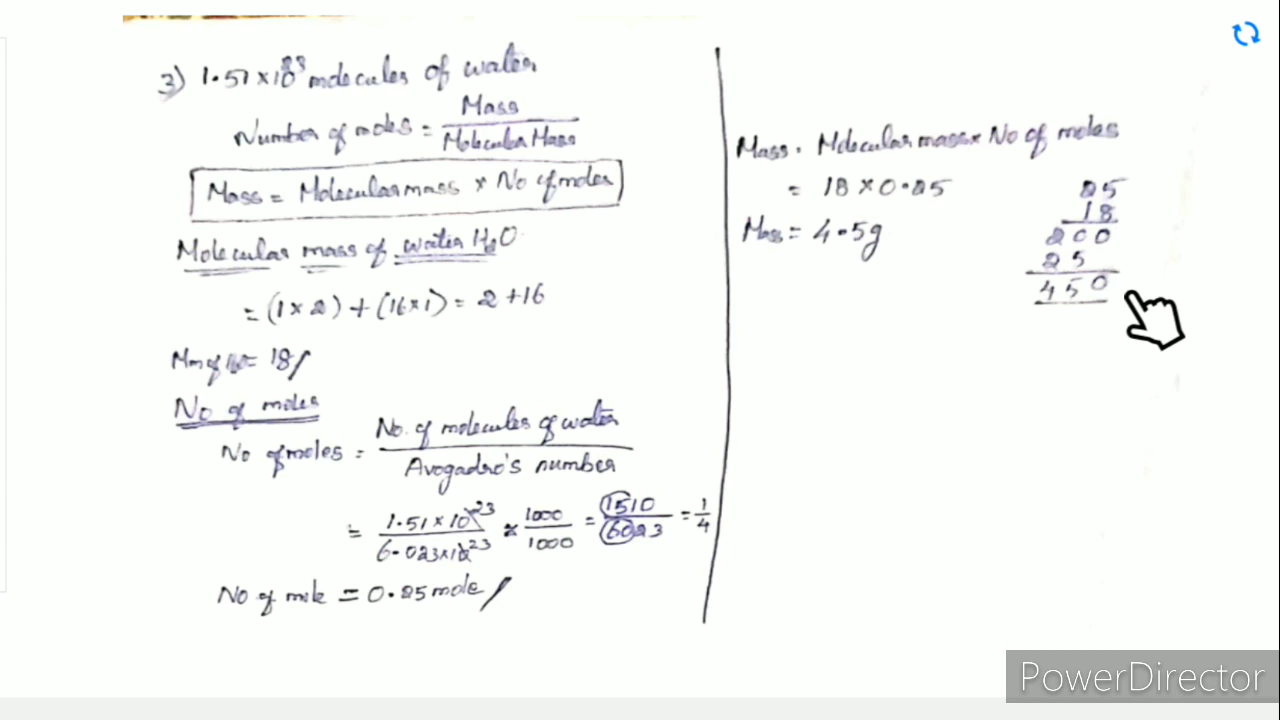 3) 1.51 × 10²³ molecules of water
Number of moles = Mass / Molecular Mass
Mass = Molecular mass × No of moles
Molecular mass of water H₂O
= (1 × 2) + (16 × 1) = 2 + 16
= 18
No of moles
No of moles = No. of molecules of water / Avogadro's number
= 1.51 × 10²³ / 6.023 × 10²³ × 1000 / 1000 = 1510 / 6023 = 1/4
No of mole = 0.25 mole
Mass = Molecular mass × No of moles
= 18 × 0.25
Mass = 4.5g
25
18
200
25
450
PowerDirector